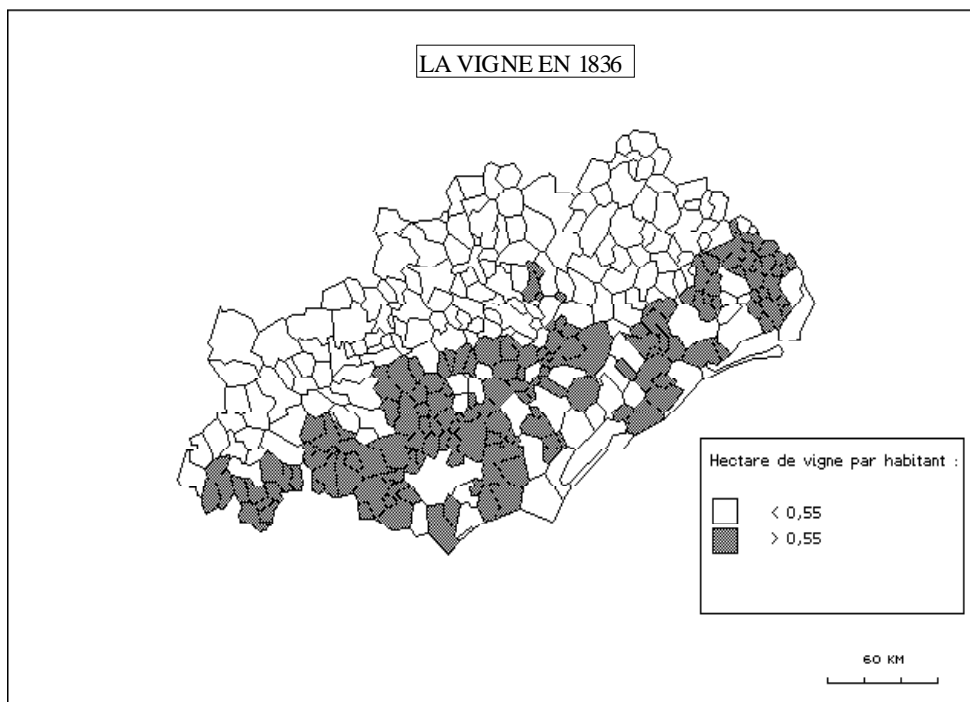 LA VIGNE EN 1836
Hectare de vigne par habitant :
< 0,55
> 0,55
60 KM